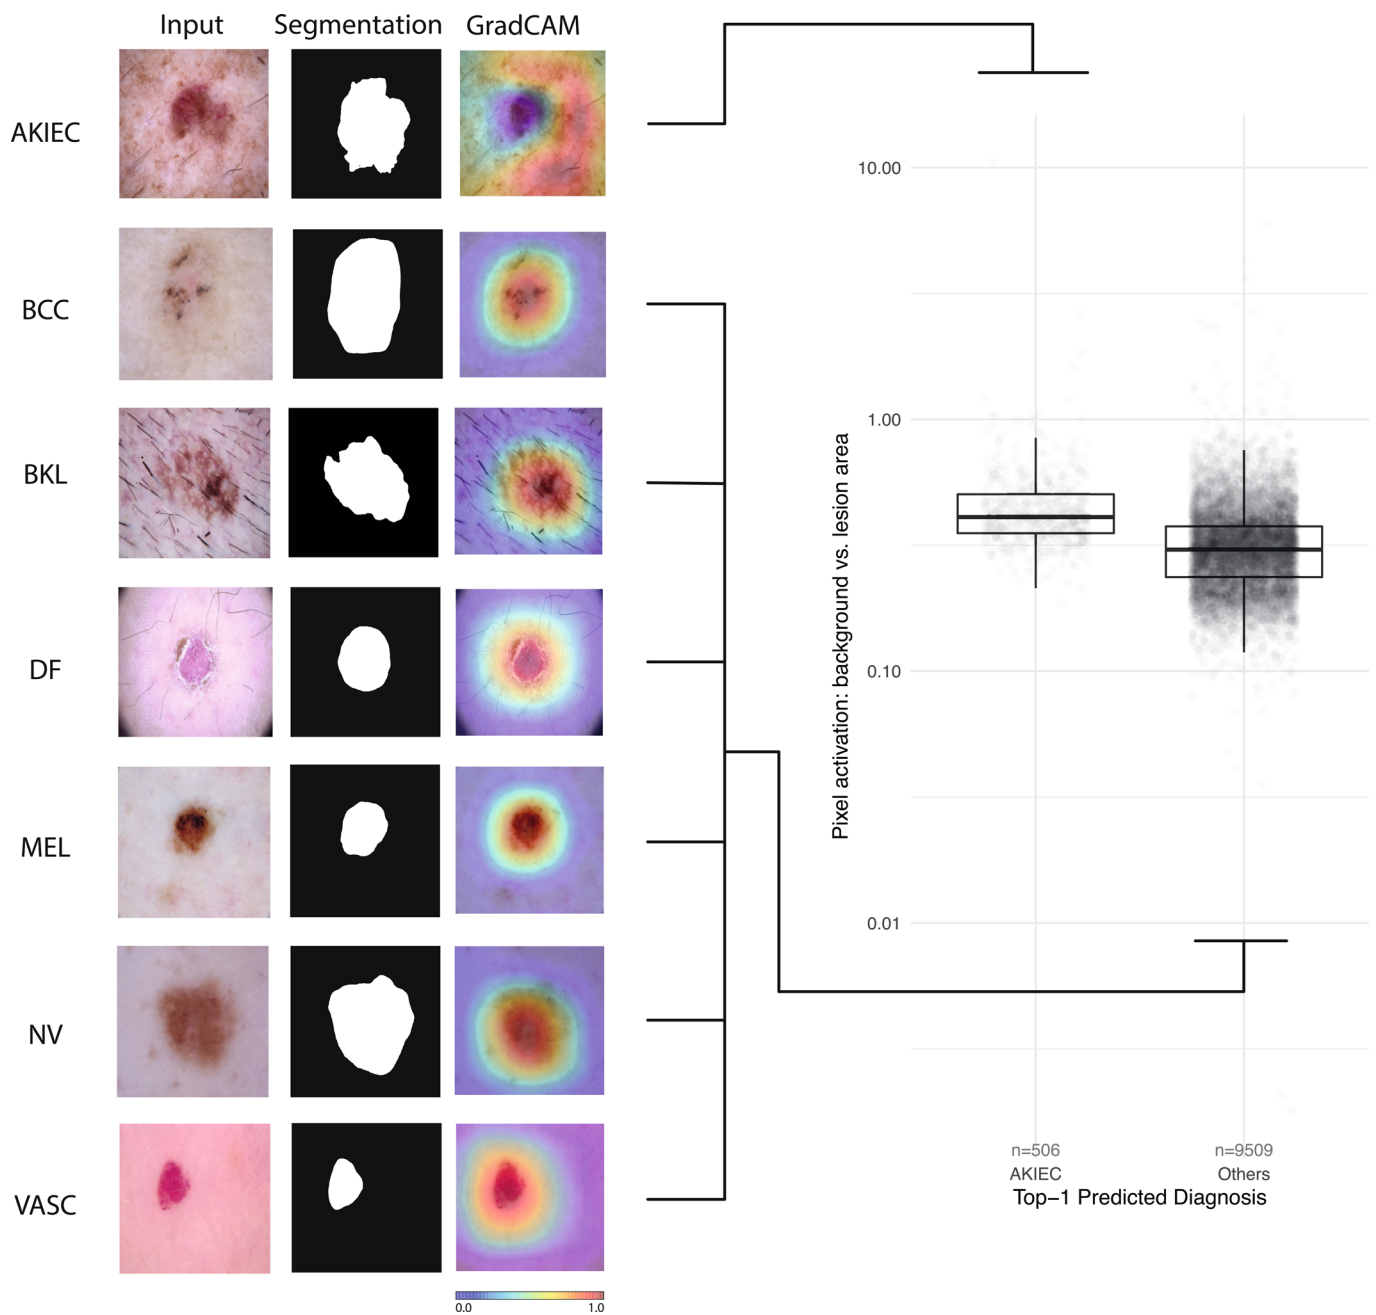 Input Segmentation GradCAM
AKIEC
BCC
BKL
DF
MEL
NV
VASC
0.0 1.0
Pixel activation: background vs. lesion area
10.00
1.00
0.10
0.01
n=506 n=9509
AKIEC Others
Top−1 Predicted Diagnosis